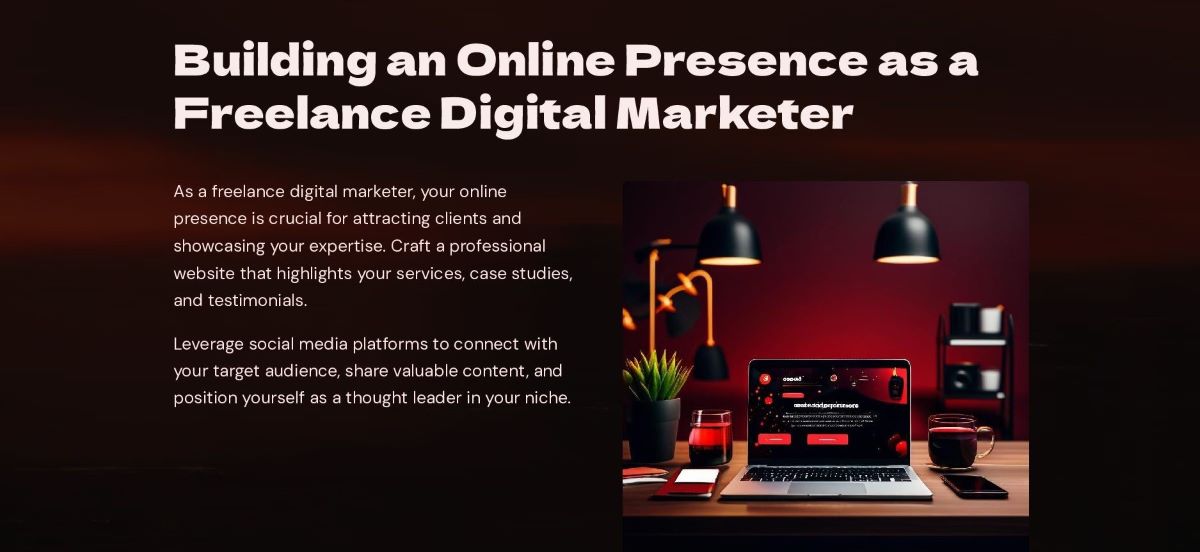 Building an Online Presence as a
Freelance Digital Marketer
As a freelance digital marketer, your online
presence is crucial for attracting clients and
showcasing your expertise. Craft a professional
website that highlights your services, case studies,
and testimonials.
Leverage social media platforms to connect with
your target audience, share valuable content, and
position yourself as a thought leader in your niche.